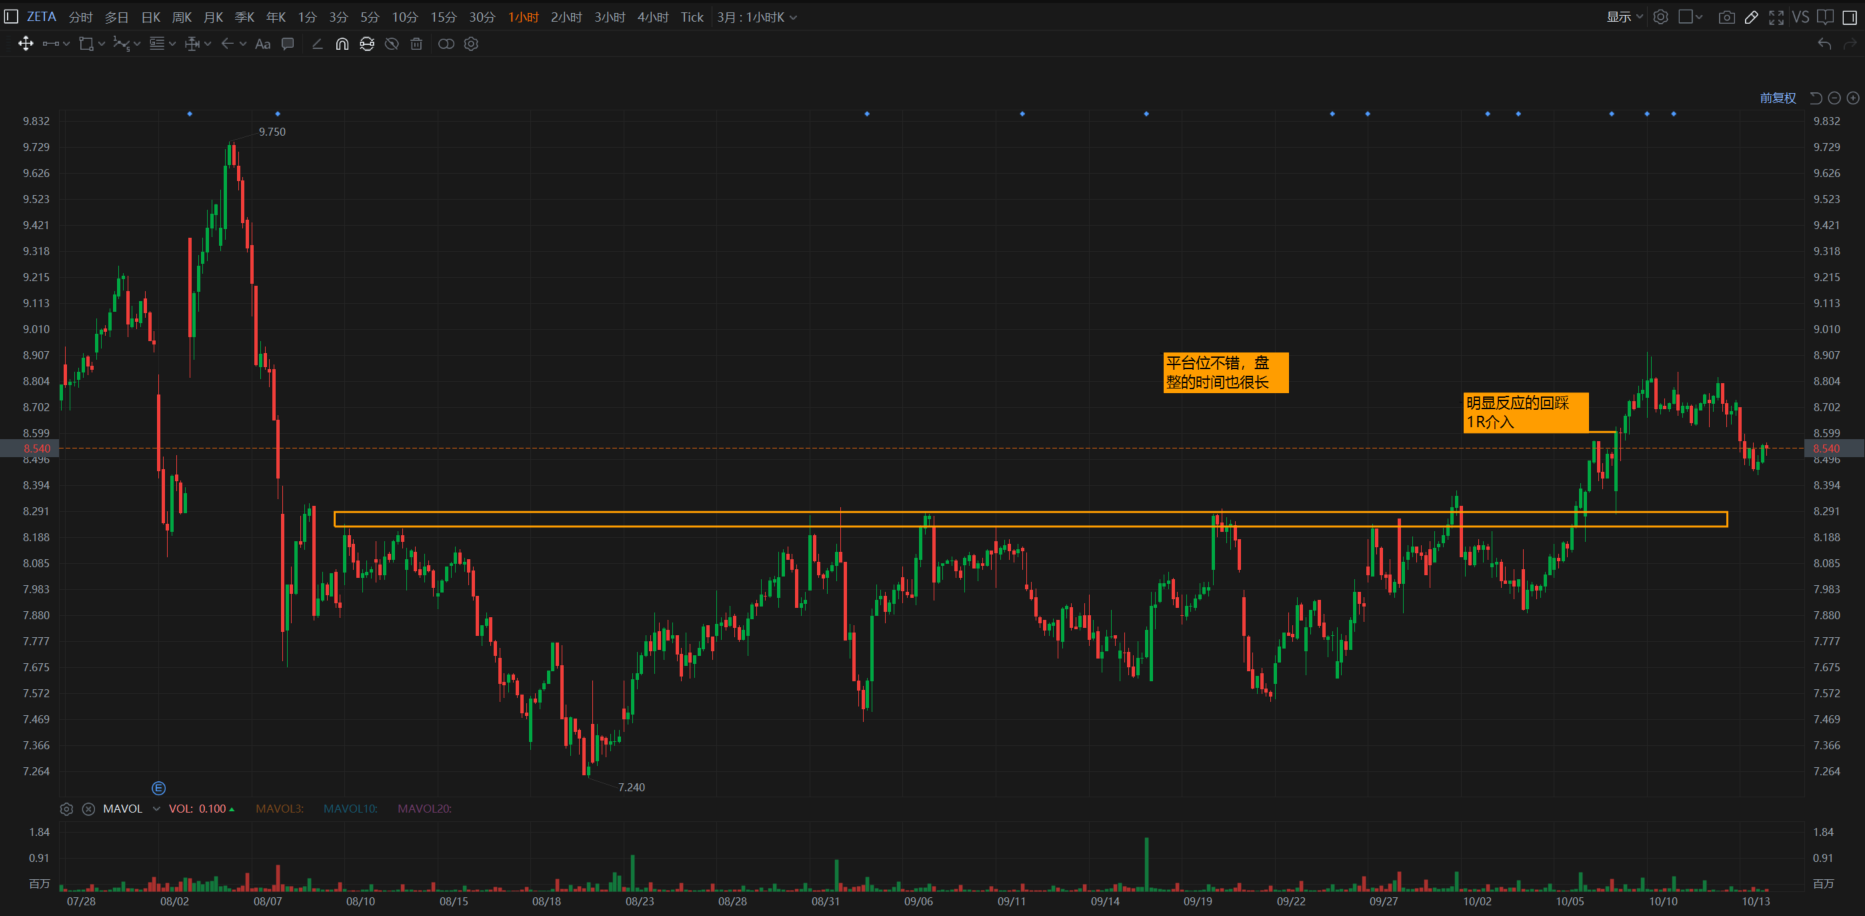 ZETA 分时 多日 日K 周K 月K 季K 年K 1分 3分 5分 10分 15分 30分 1小时 2小时 3小时 4小时 Tick 3月 : 1小时K 显示 VS
Aa
前复权
9.832 9.832
9.750
9.729 9.729
9.626 9.626
9.523 9.523
9.421 9.421
9.318 9.318
9.215 9.215
9.113 9.113
9.010 9.010
8.907 8.907
平台位不错，盘
整的时间也很长
8.804 8.804
8.702 8.702
明显反应的回踩
1R介入
8.599 8.599
8.540 8.540
8.496 8.496
8.394 8.394
8.291 8.291
8.188 8.188
8.085 8.085
7.983 7.983
7.880 7.880
7.777 7.777
7.675 7.675
7.572 7.572
7.469 7.469
7.366 7.366
7.264 7.264
E 7.240
MAVOL VOL: 0.100 MAVOL3: MAVOL10: MAVOL20:
1.84 1.84
0.91 0.91
百万 百万
07/28 08/02 08/07 08/10 08/15 08/18 08/23 08/28 08/31 09/06 09/11 09/14 09/19 09/22 09/27 10/02 10/05 10/10 10/13